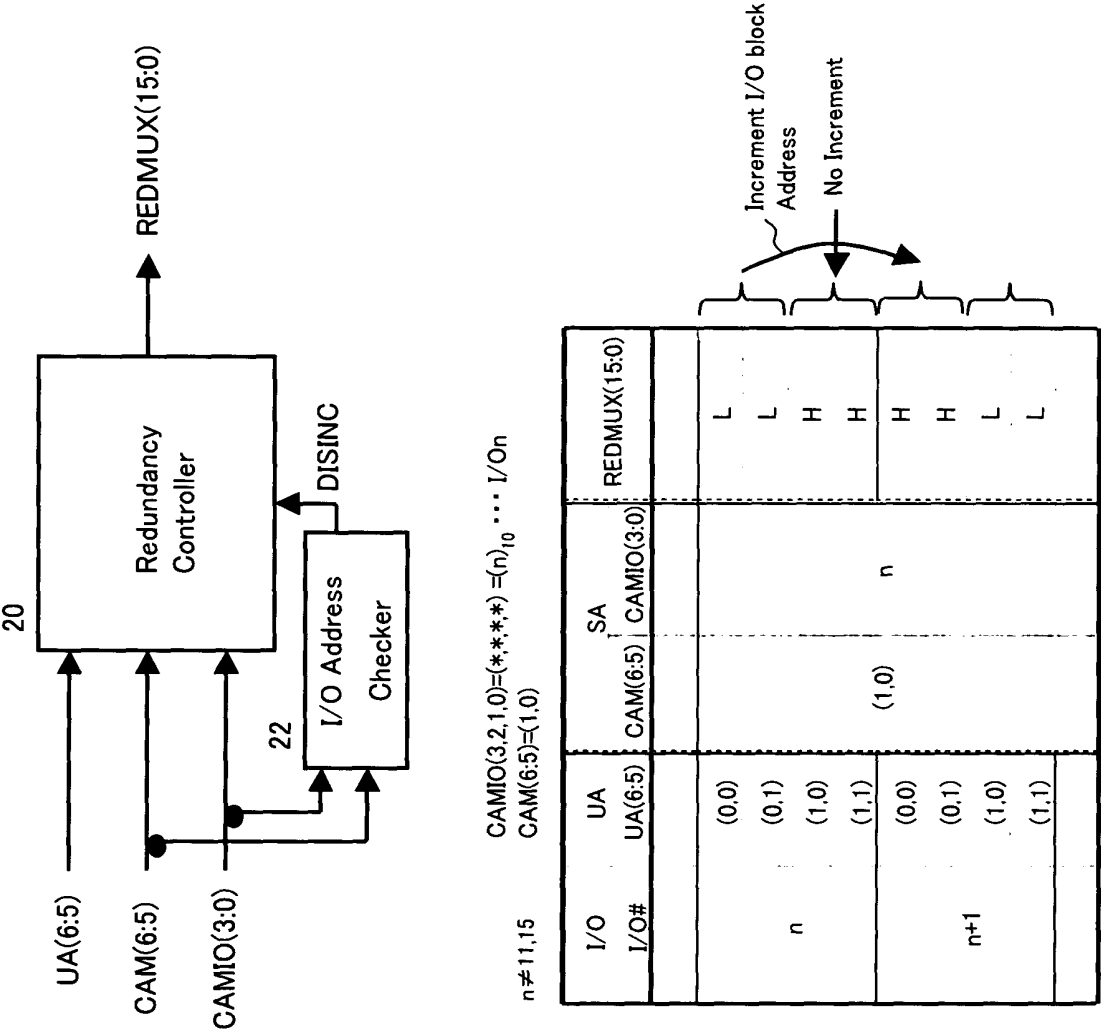 20
UA(6:5)
CAM(6:5)
CAMIO(3:0)
Redundancy
Controller
REDMUX(15:0)
22
I/O Address
Checker
DISINC
n≠11,15
CAMIO(3,2,1,0)=(*,*,*,*) =(n)10 ··· I/On
CAM(6:5)=(1,0)
I/O UA SA REDMUX(15:0)
I/O# UA(6:5) CAM(6:5) CAMIO(3:0)
n (0,0) (1,0) n L
(0,1) L
(1,0) H
(1,1) H
n+1 (0,0) H
(0,1) H
(1,0) L
(1,1) L
Increment I/O block
Address
No Increment